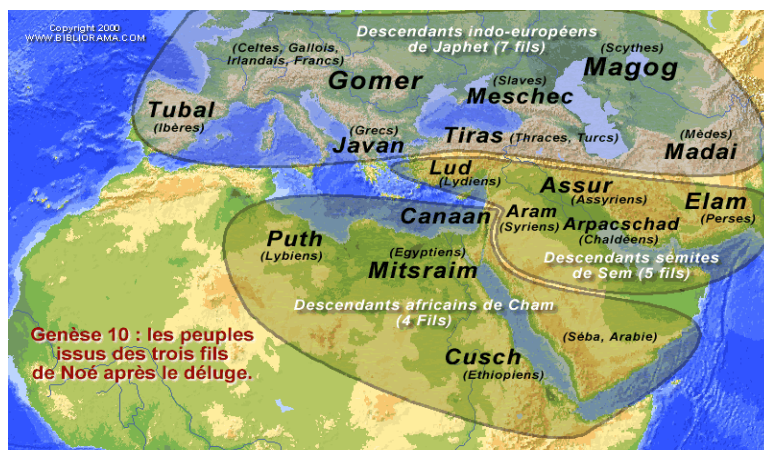 Copyright 2000
WWW.BIBLIORAMA.COM
Descendants indo-européens
de Japhet (7 fils)
(Celtes, Gallois,
Irlandais, Francs)
Gomer
(Scythes)
Magog
(Slaves)
Meschec
Tubal
(Ibères)
(Grecs)
Javan
Tiras (Thraces, Turcs)
(Mèdes)
Madai
Lud
(Lydiens)
Assur
(Assyriens)
Elam
(Perses)
Canaan
Aram
(Syriens)
Arpacschad
(Chaldéens)
Puth
(Lybiens)
(Egyptiens)
Mitsraim
Descendants sémites
de Sem (5 fils)
Descendants africains de Cham
(4 Fils)
Genèse 10 : les peuples
issus des trois fils
de Noé après le déluge.
(Séba, Arabie)
Cusch
(Ethiopiens)